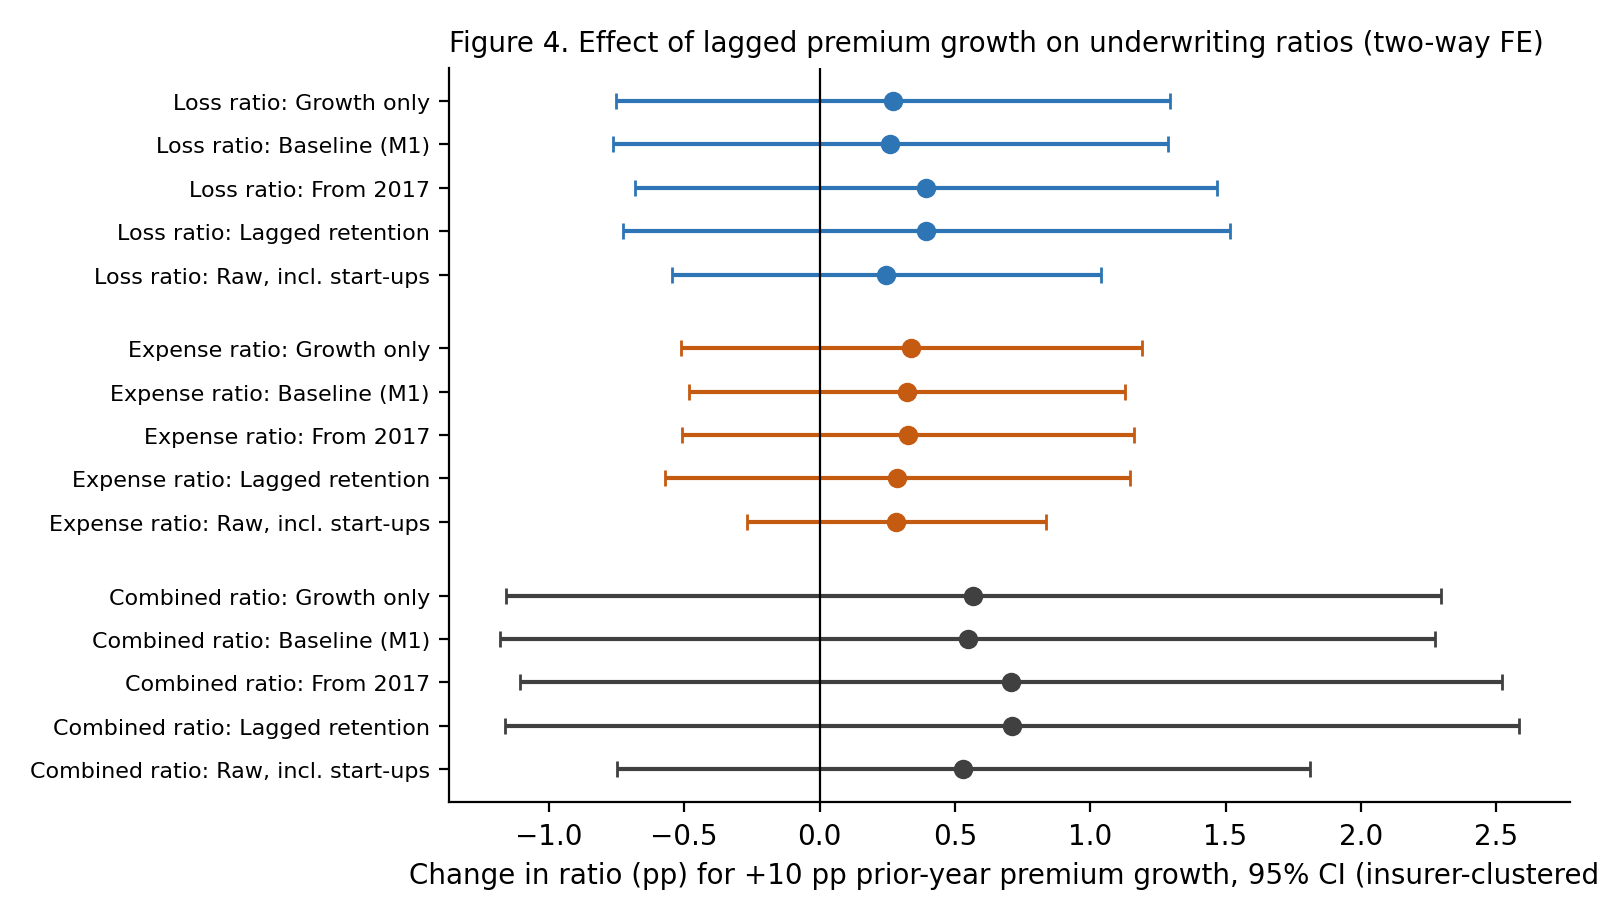 Figure 4. Effect of lagged premium growth on underwriting ratios (two-way FE)
Loss ratio: Growth only
Loss ratio: Baseline (M1)
Loss ratio: From 2017
Loss ratio: Lagged retention
Loss ratio: Raw, incl. start-ups
Expense ratio: Growth only
Expense ratio: Baseline (M1)
Expense ratio: From 2017
Expense ratio: Lagged retention
Expense ratio: Raw, incl. start-ups
Combined ratio: Growth only
Combined ratio: Baseline (M1)
Combined ratio: From 2017
Combined ratio: Lagged retention
Combined ratio: Raw, incl. start-ups
−1.0 −0.5 0.0 0.5 1.0 1.5 2.0 2.5
Change in ratio (pp) for +10 pp prior-year premium growth, 95% CI (insurer-clustered